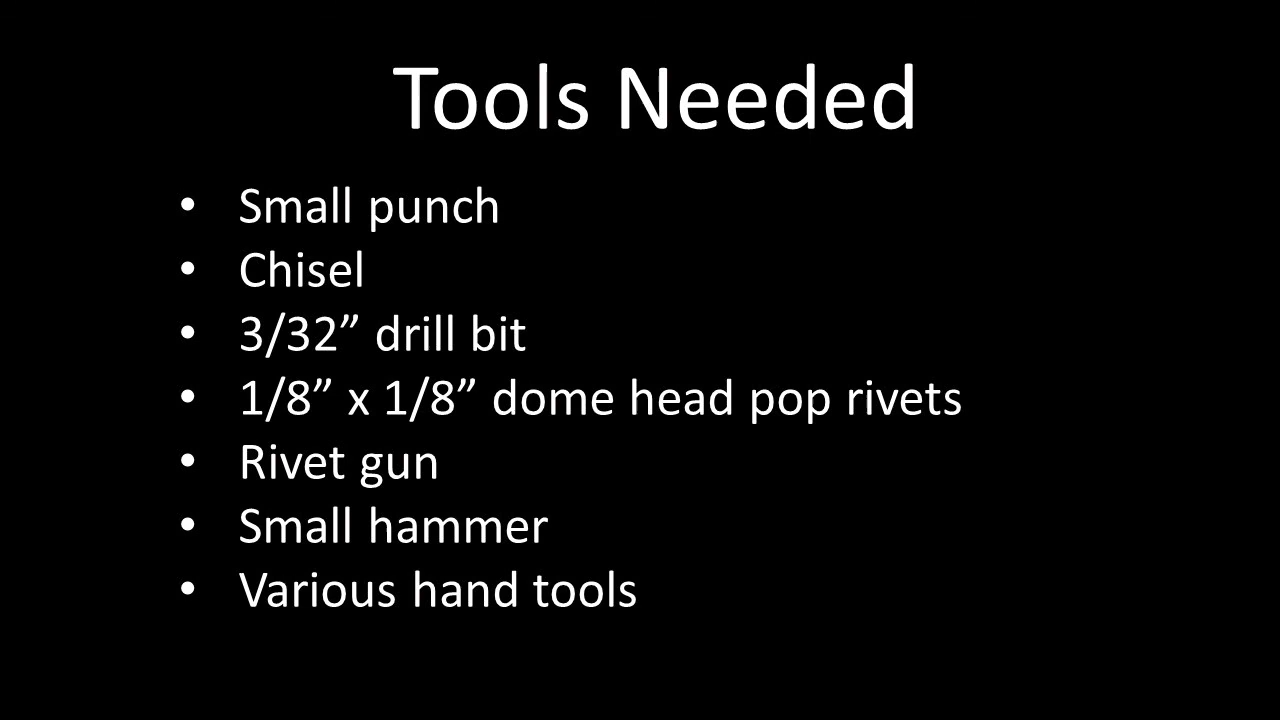 Tools Needed
• Small punch
• Chisel
• 3/32” drill bit
• 1/8” x 1/8” dome head pop rivets
• Rivet gun
• Small hammer
• Various hand tools